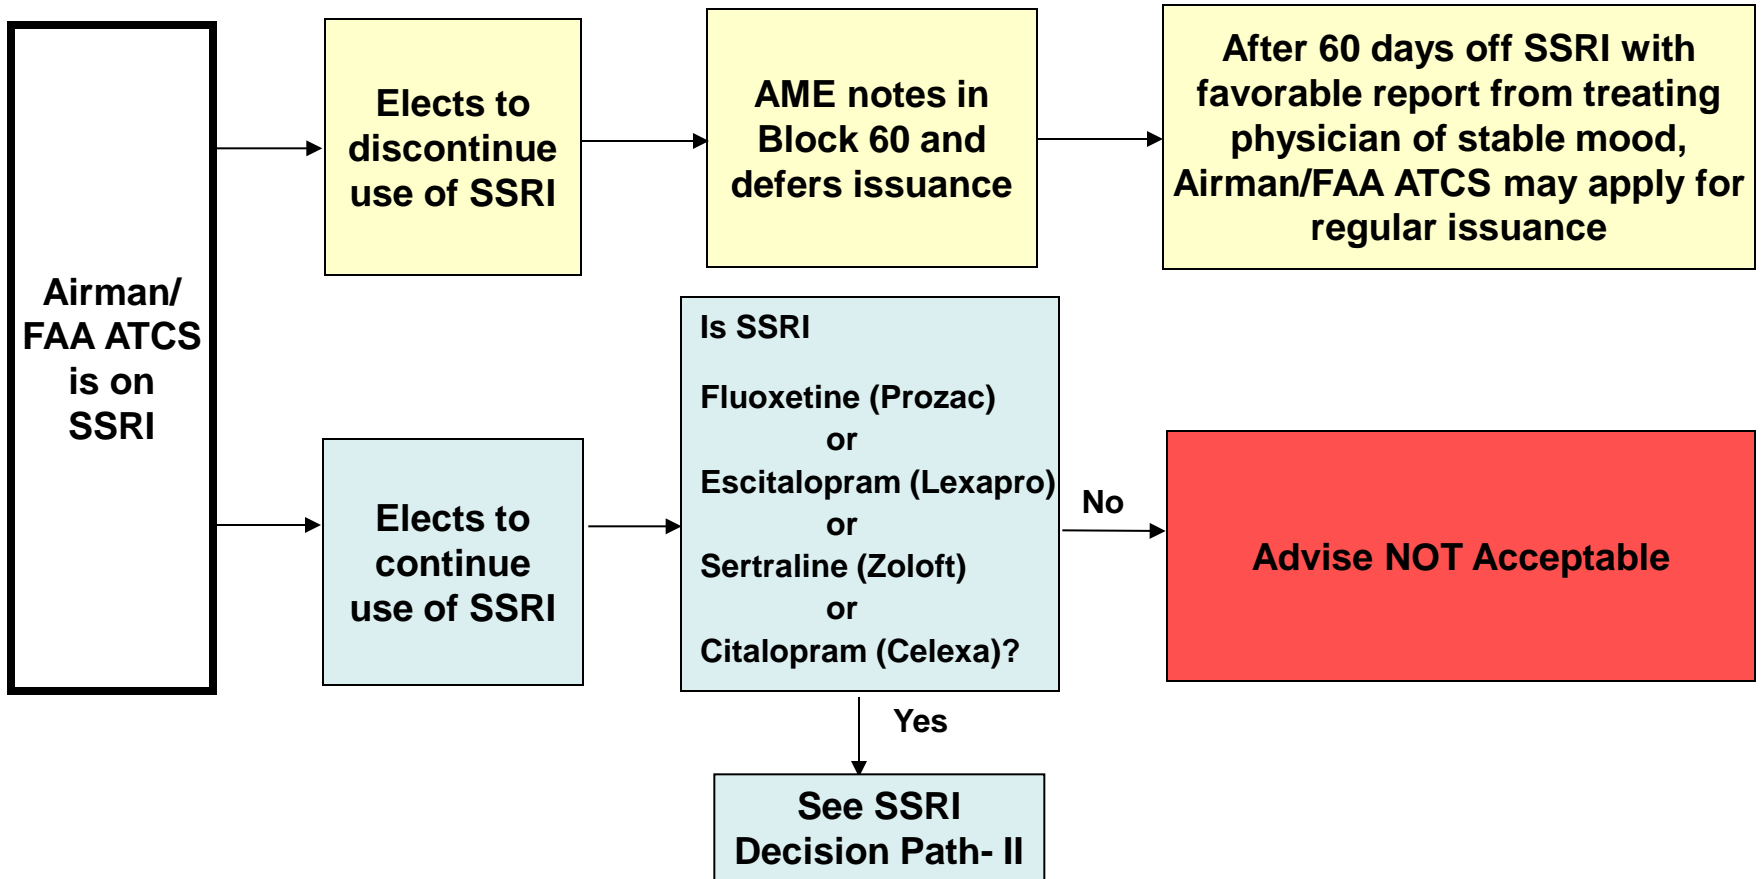 Airman/
FAA ATCS
is on
SSRI
Elects to
discontinue
use of SSRI
AME notes in
Block 60 and
defers issuance
After 60 days off SSRI with
favorable report from treating
physician of stable mood,
Airman/FAA ATCS may apply for
regular issuance
Elects to
continue
use of SSRI
Is SSRI
Fluoxetine (Prozac)
or
Escitalopram (Lexapro)
or
Sertraline (Zoloft)
or
Citalopram (Celexa)?
No
Advise NOT Acceptable
Yes
See SSRI
Decision Path- II